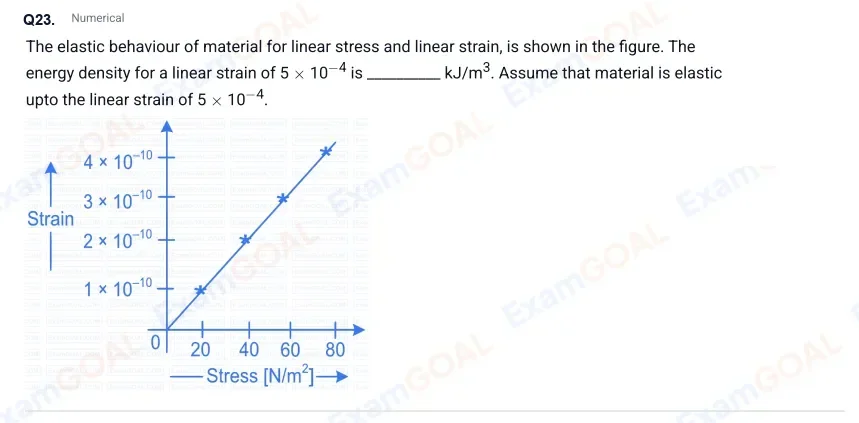 Q23. Numerical
The elastic behaviour of material for linear stress and linear strain, is shown in the figure. The
energy density for a linear strain of 5 × 10⁻⁴ is ________ kJ/m³. Assume that material is elastic
upto the linear strain of 5 × 10⁻⁴.
4 × 10⁻¹⁰
3 × 10⁻¹⁰
Strain
2 × 10⁻¹⁰
1 × 10⁻¹⁰
0 20 40 60 80
Stress [N/m²]
ExamGOAL